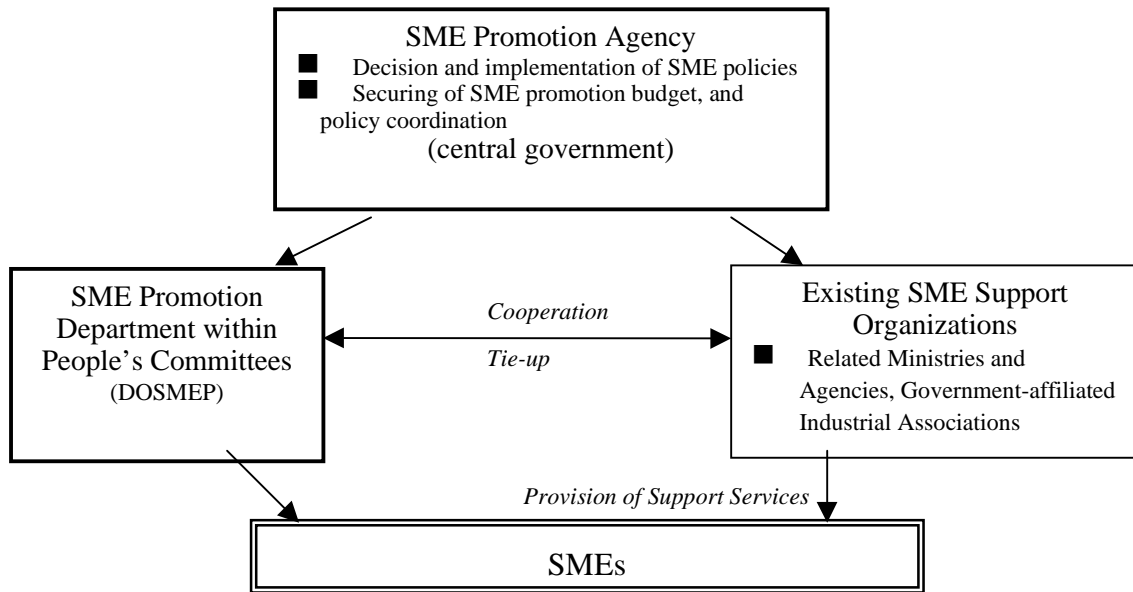 SME Promotion Agency
■ Decision and implementation of SME policies
■ Securing of SME promotion budget, and
policy coordination
(central government)
SME Promotion
Department within
People’s Committees
(DOSMEP)
Cooperation
Tie-up
Existing SME Support
Organizations
■ Related Ministries and
Agencies, Government-affiliated
Industrial Associations
Provision of Support Services
SMEs